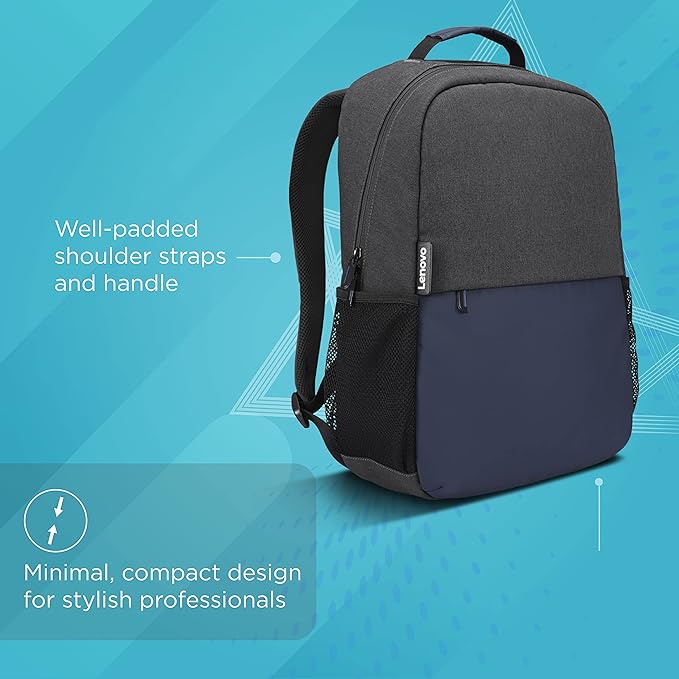 Well-padded
shoulder straps
and handle
Lenovo
Minimal, compact design
for stylish professionals